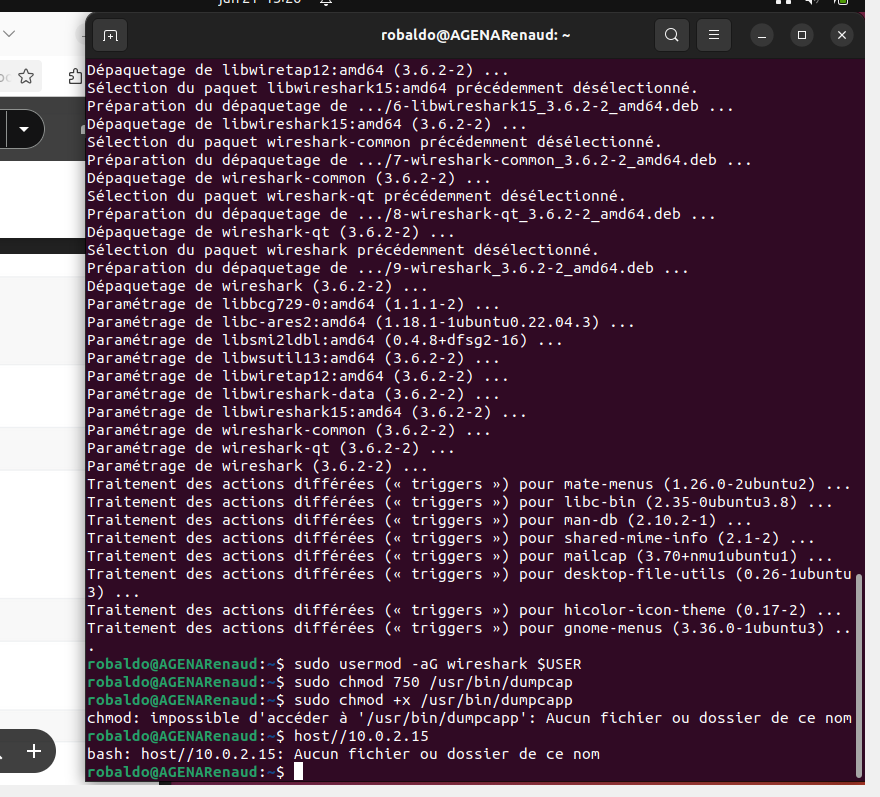 robaldo@AGENARenaud: ~
Dépaquetage de libwiretap12:amd64 (3.6.2-2) ...
Sélection du paquet libwireshark15:amd64 précédemment désélectionné.
Préparation du dépaquetage de .../6-libwireshark15_3.6.2-2_amd64.deb ...
Dépaquetage de libwireshark15:amd64 (3.6.2-2) ...
Sélection du paquet wireshark-common précédemment désélectionné.
Préparation du dépaquetage de .../7-wireshark-common_3.6.2-2_amd64.deb ...
Dépaquetage de wireshark-common (3.6.2-2) ...
Sélection du paquet wireshark-qt précédemment désélectionné.
Préparation du dépaquetage de .../8-wireshark-qt_3.6.2-2_amd64.deb ...
Dépaquetage de wireshark-qt (3.6.2-2) ...
Sélection du paquet wireshark précédemment désélectionné.
Préparation du dépaquetage de .../9-wireshark_3.6.2-2_amd64.deb ...
Dépaquetage de wireshark (3.6.2-2) ...
Paramétrage de libbcg729-0:amd64 (1.1.1-2) ...
Paramétrage de libc-ares2:amd64 (1.18.1-1ubuntu0.22.04.3) ...
Paramétrage de libsmi2ldbl:amd64 (0.4.8+dfsg2-16) ...
Paramétrage de libwsutil13:amd64 (3.6.2-2) ...
Paramétrage de libwiretap12:amd64 (3.6.2-2) ...
Paramétrage de libwireshark-data (3.6.2-2) ...
Paramétrage de libwireshark15:amd64 (3.6.2-2) ...
Paramétrage de wireshark-common (3.6.2-2) ...
Paramétrage de wireshark-qt (3.6.2-2) ...
Paramétrage de wireshark (3.6.2-2) ...
Traitement des actions différées (« triggers ») pour mate-menus (1.26.0-2ubuntu2) ...
Traitement des actions différées (« triggers ») pour libc-bin (2.35-0ubuntu3.8) ...
Traitement des actions différées (« triggers ») pour man-db (2.10.2-1) ...
Traitement des actions différées (« triggers ») pour shared-mime-info (2.1-2) ...
Traitement des actions différées (« triggers ») pour mailcap (3.70+nmu1ubuntu1) ...
Traitement des actions différées (« triggers ») pour desktop-file-utils (0.26-1ubuntu
3) ...
Traitement des actions différées (« triggers ») pour hicolor-icon-theme (0.17-2) ...
Traitement des actions différées (« triggers ») pour gnome-menus (3.36.0-1ubuntu3) ..
.
robaldo@AGENARenaud:~$ sudo usermod -aG wireshark $USER
robaldo@AGENARenaud:~$ sudo chmod 750 /usr/bin/dumpcap
robaldo@AGENARenaud:~$ sudo chmod +x /usr/bin/dumpcapp
chmod: impossible d'accéder à '/usr/bin/dumpcapp': Aucun fichier ou dossier de ce nom
robaldo@AGENARenaud:~$ host//10.0.2.15
bash: host//10.0.2.15: Aucun fichier ou dossier de ce nom
robaldo@AGENARenaud:~$